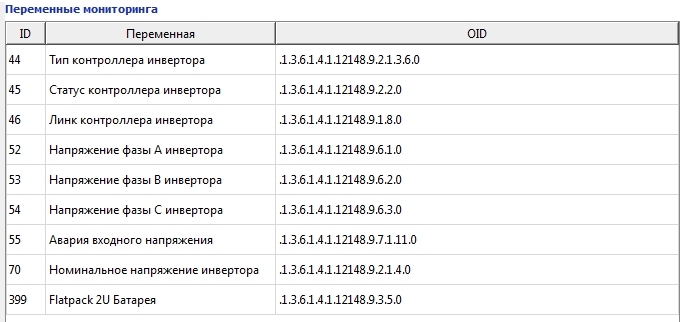 Переменные мониторинга
ID Переменная OID
44 Тип контроллера инвертора .1.3.6.1.4.1.12148.9.2.1.3.6.0
45 Статус контроллера инвертора .1.3.6.1.4.1.12148.9.2.2.0
46 Линк контроллера инвертора .1.3.6.1.4.1.12148.9.1.8.0
52 Напряжение фазы А инвертора .1.3.6.1.4.1.12148.9.6.1.0
53 Напряжение фазы В инвертора .1.3.6.1.4.1.12148.9.6.2.0
54 Напряжение фазы С инвертора .1.3.6.1.4.1.12148.9.6.3.0
55 Авария входного напряжения .1.3.6.1.4.1.12148.9.7.1.11.0
70 Номинальное напряжение инвертора .1.3.6.1.4.1.12148.9.2.1.4.0
399 Flatpack 2U Батарея .1.3.6.1.4.1.12148.9.3.5.0